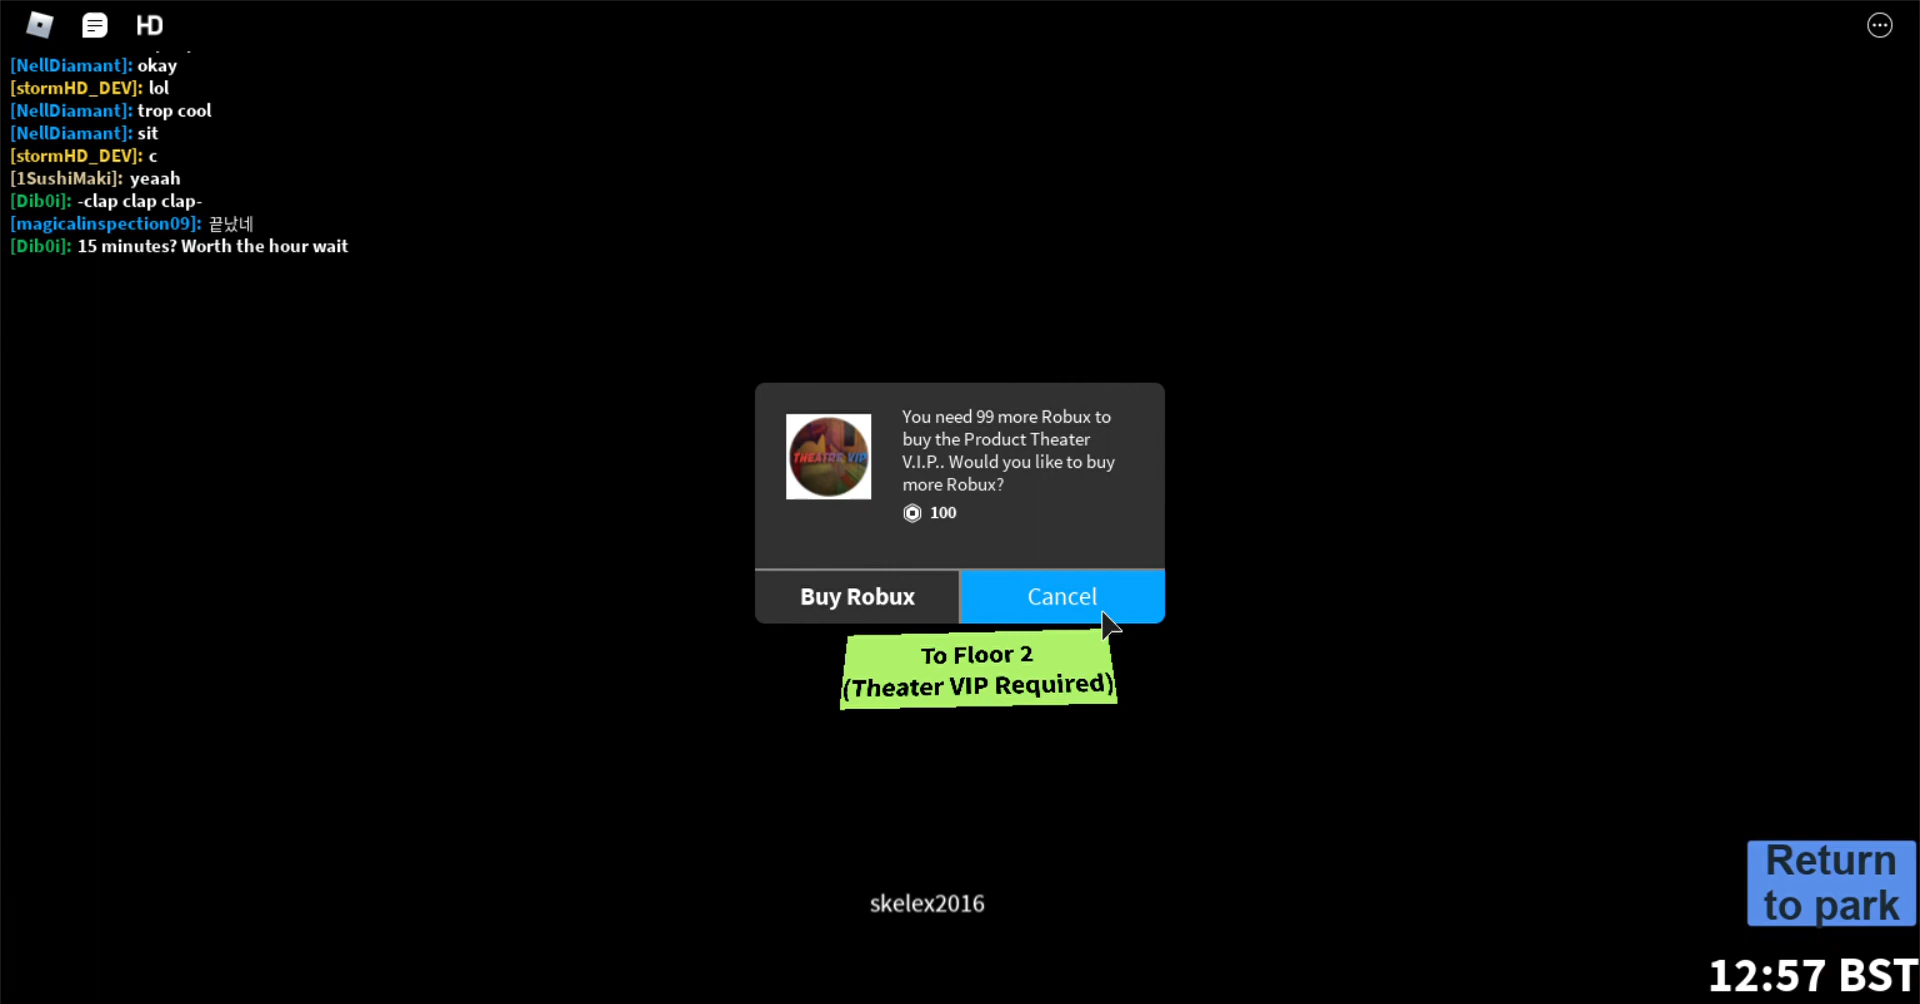 HD
[NellDiamant]: okay
[stormHD_DEV]: lol
[NellDiamant]: trop cool
[NellDiamant]: sit
[stormHD_DEV]: c
[1SushiMaki]: yeaah
[Dib0i]: -clap clap clap-
[magicalinspection09]: 끝났네
[Dib0i]: 15 minutes? Worth the hour wait
You need 99 more Robux to
buy the Product Theater
V.I.P.. Would you like to buy
more Robux?
100
THEATRE VIP
Buy Robux
Cancel
To Floor 2
(Theater VIP Required)
skelex2016
Return
to park
12:57 BST